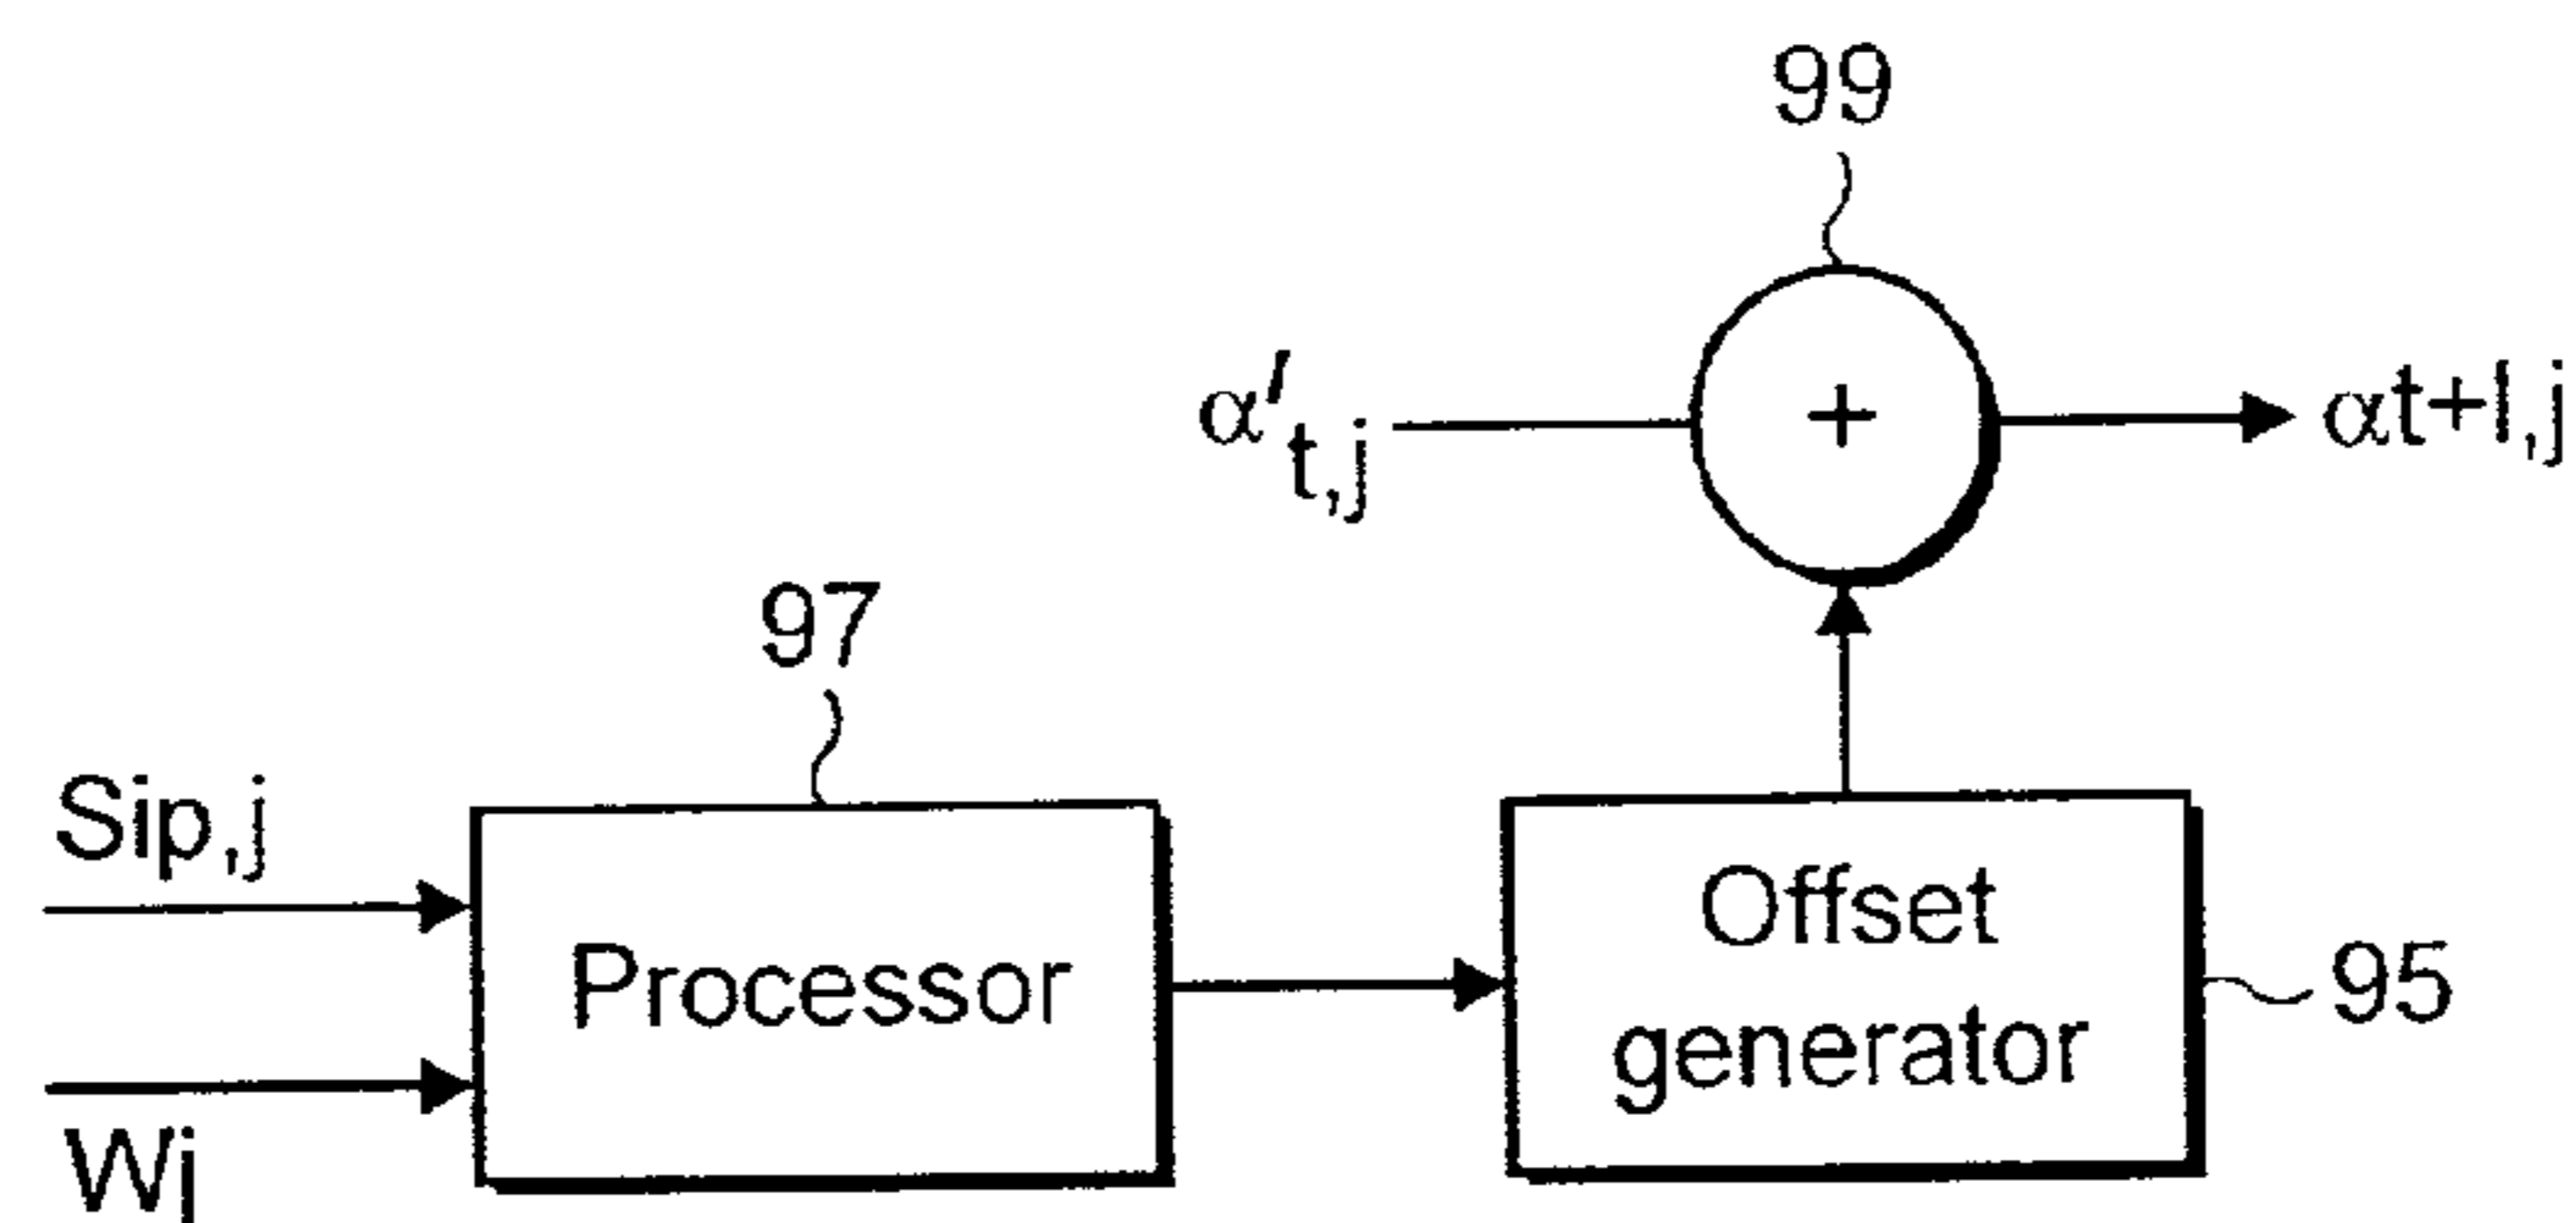 99
α′t,j
+
αt+l,j
97
Sip,j
Processor
Wj
Offset
generator
95